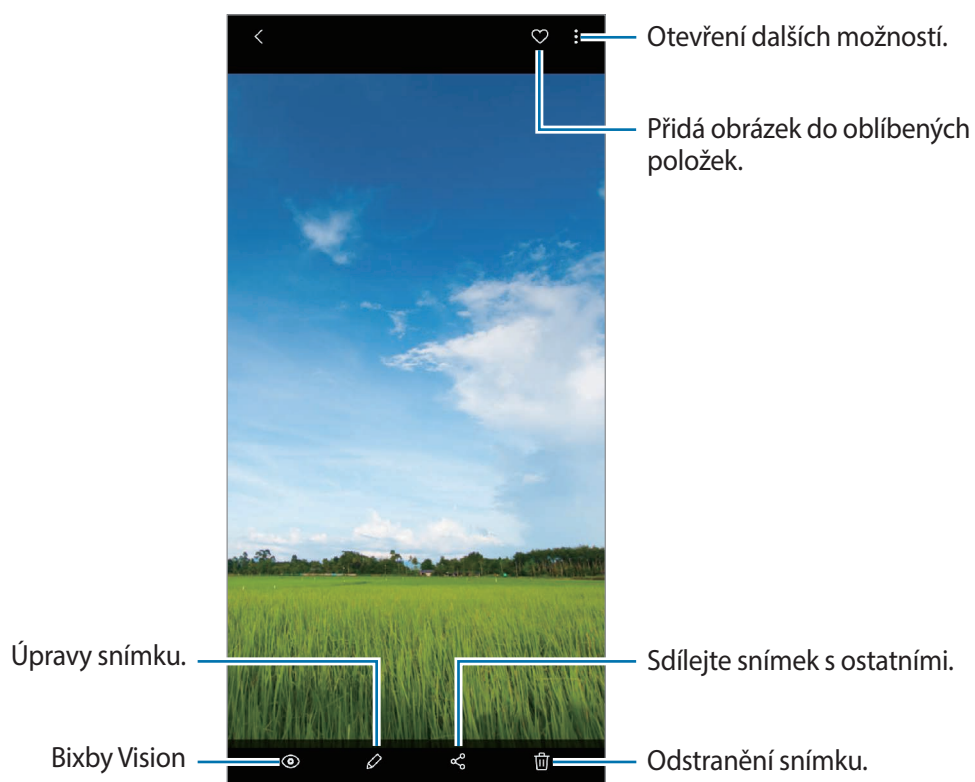 Otevření dalších možností.
Přidá obrázek do oblíbených
položek.
Úpravy snímku.
Sdílejte snímek s ostatními.
Bixby Vision
Odstranění snímku.